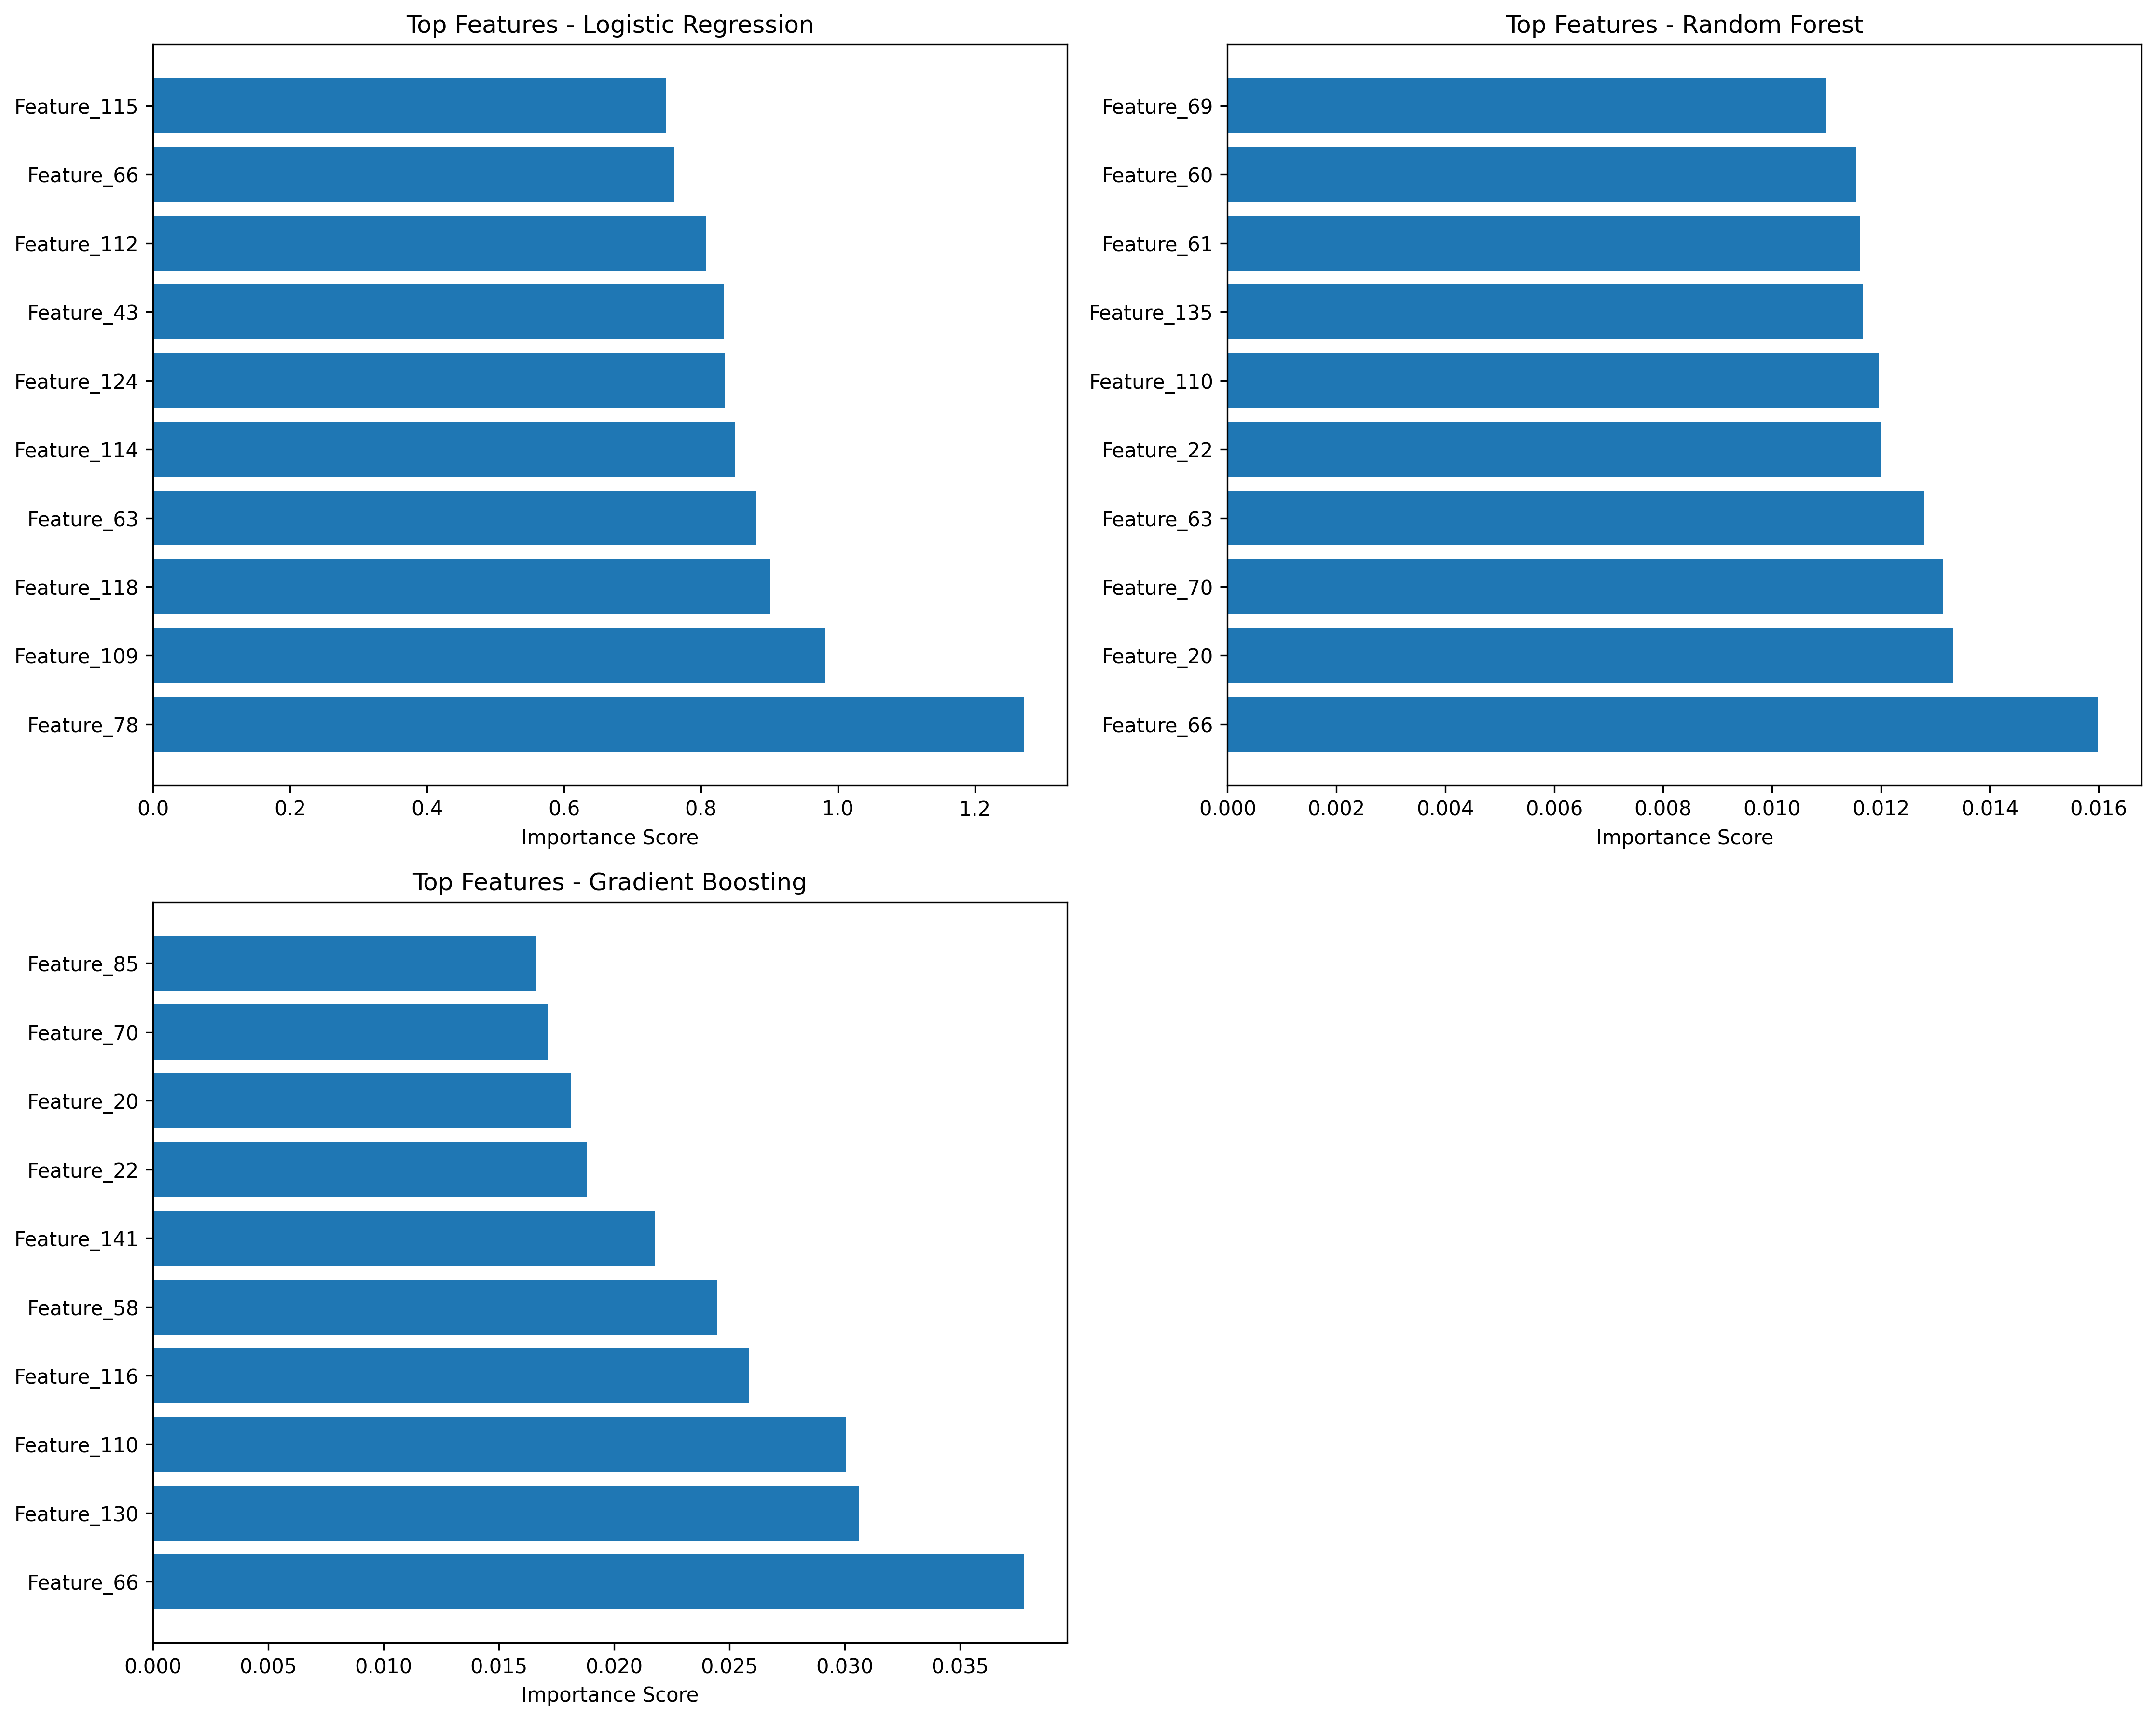 Top Features - Logistic Regression
Feature_115
Feature_66
Feature_112
Feature_43
Feature_124
Feature_114
Feature_63
Feature_118
Feature_109
Feature_78
0.0 0.2 0.4 0.6 0.8 1.0 1.2
Importance Score
Top Features - Random Forest
Feature_69
Feature_60
Feature_61
Feature_135
Feature_110
Feature_22
Feature_63
Feature_70
Feature_20
Feature_66
0.000 0.002 0.004 0.006 0.008 0.010 0.012 0.014 0.016
Importance Score
Top Features - Gradient Boosting
Feature_85
Feature_70
Feature_20
Feature_22
Feature_141
Feature_58
Feature_116
Feature_110
Feature_130
Feature_66
0.000 0.005 0.010 0.015 0.020 0.025 0.030 0.035
Importance Score